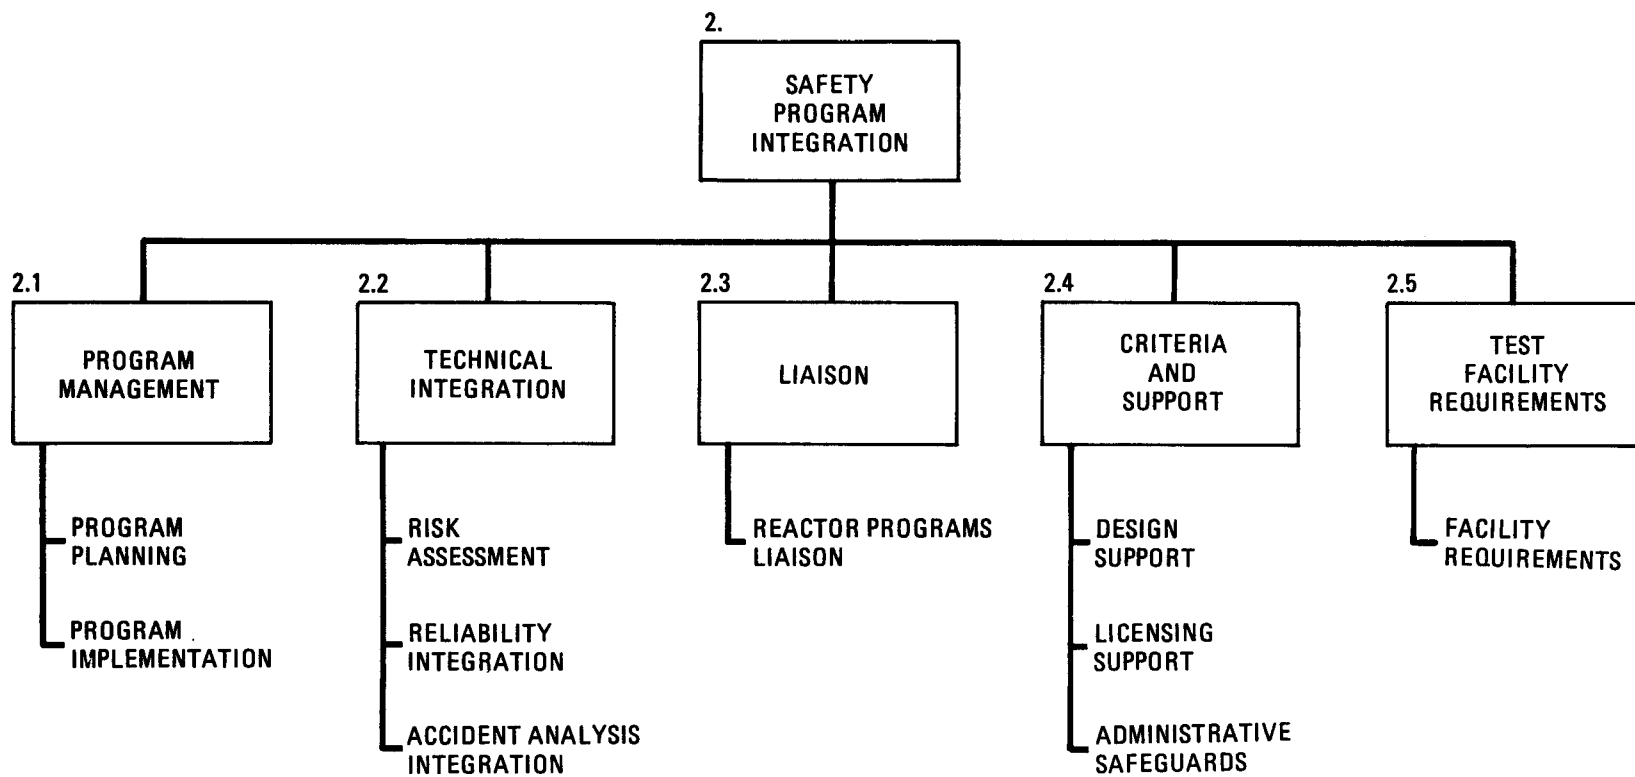 2.
SAFETY
PROGRAM
INTEGRATION
2.1
PROGRAM
MANAGEMENT
PROGRAM
PLANNING
PROGRAM
IMPLEMENTATION
2.2
TECHNICAL
INTEGRATION
RISK
ASSESSMENT
RELIABILITY
INTEGRATION
ACCIDENT ANALYSIS
INTEGRATION
2.3
LIAISON
REACTOR PROGRAMS
LIAISON
2.4
CRITERIA
AND
SUPPORT
DESIGN
SUPPORT
LICENSING
SUPPORT
ADMINISTRATIVE
SAFEGUARDS
2.5
TEST
FACILITY
REQUIREMENTS
FACILITY
REQUIREMENTS